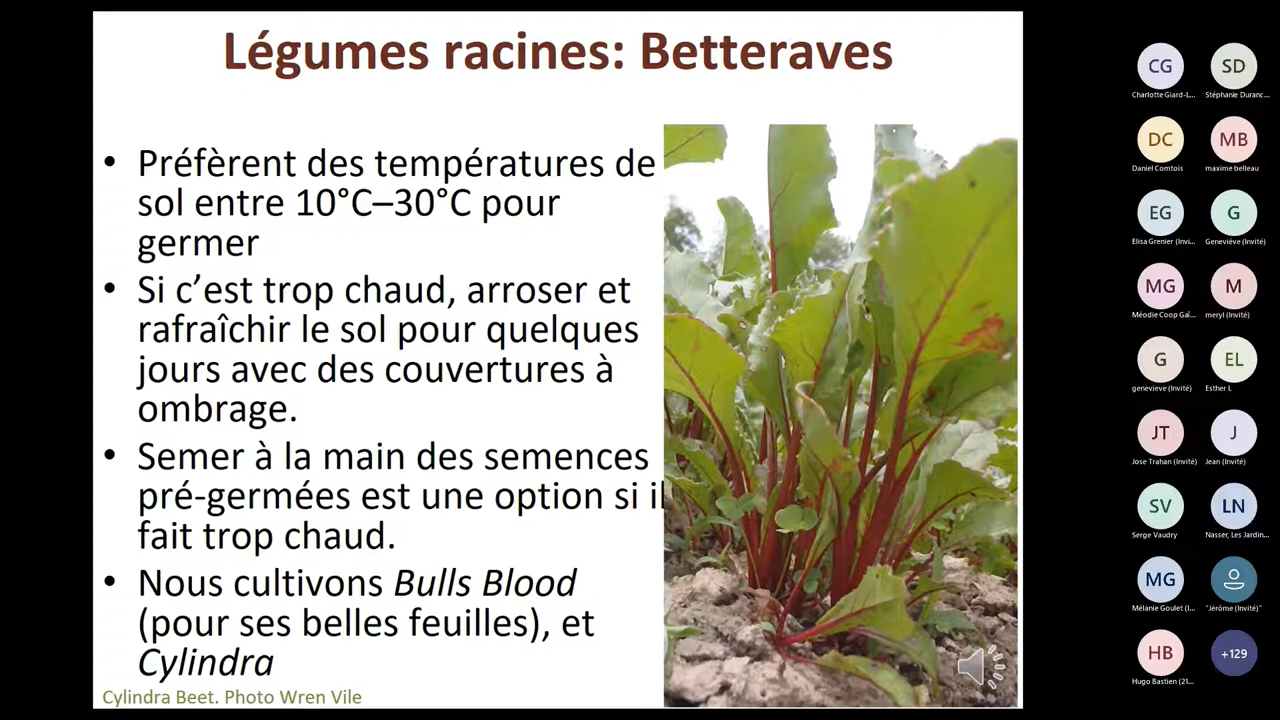 Légumes racines: Betteraves
• Préfèrent des températures de
sol entre 10°C–30°C pour
germer
• Si c’est trop chaud, arroser et
rafraîchir le sol pour quelques
jours avec des couvertures à
ombrage.
• Semer à la main des semences
pré-germées est une option si il
fait trop chaud.
• Nous cultivons Bulls Blood
(pour ses belles feuilles), et
Cylindra
Cylindra Beet. Photo Wren Vile
CG
SD
Charlotte Giard-L...
Stéphanie Duranc...
DC
MB
Daniel Comtois
maxime belleau
EG
G
Elisa Grenier (Invi...
Geneviève (Invité)
MG
M
Méodie Coop Gaï...
meryl (Invité)
G
EL
genevieve (Invité)
Esther L
JT
J
Jose Trahan (Invité)
Jean (Invité)
SV
LN
Serge Vaudry
Nasser, Les Jardin...
MG
Mélanie Goulet (I...
"Jérôme (Invité)"
HB
+129
Hugo Bastien (21...